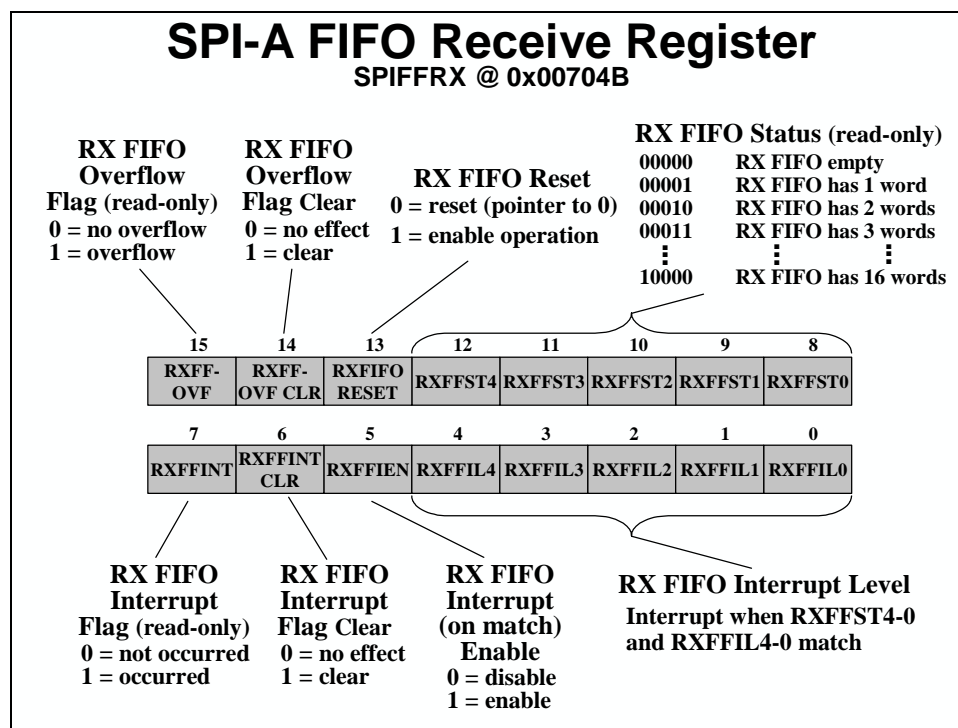 SPI-A FIFO Receive Register
SPIFFRX @ 0x00704B
RX FIFO
Overflow
Flag (read-only)
0 = no overflow
1 = overflow
RX FIFO
Overflow
Flag Clear
0 = no effect
1 = clear
RX FIFO Reset
0 = reset (pointer to 0)
1 = enable operation
RX FIFO Status (read-only)
00000 RX FIFO empty
00001 RX FIFO has 1 word
00010 RX FIFO has 2 words
00011 RX FIFO has 3 words
10000 RX FIFO has 16 words
15 14 13 12 11 10 9 8
RXFF-OVF RXFF-OVF CLR RXFIFO RESET RXFFST4 RXFFST3 RXFFST2 RXFFST1 RXFFST0
7 6 5 4 3 2 1 0
RXFFINT RXFFINT CLR RXFFIEN RXFFIL4 RXFFIL3 RXFFIL2 RXFFIL1 RXFFIL0
RX FIFO
Interrupt
Flag (read-only)
0 = not occurred
1 = occurred
RX FIFO
Interrupt
Flag Clear
0 = no effect
1 = clear
RX FIFO
Interrupt
(on match)
Enable
0 = disable
1 = enable
RX FIFO Interrupt Level
Interrupt when RXFFST4-0
and RXFFIL4-0 match